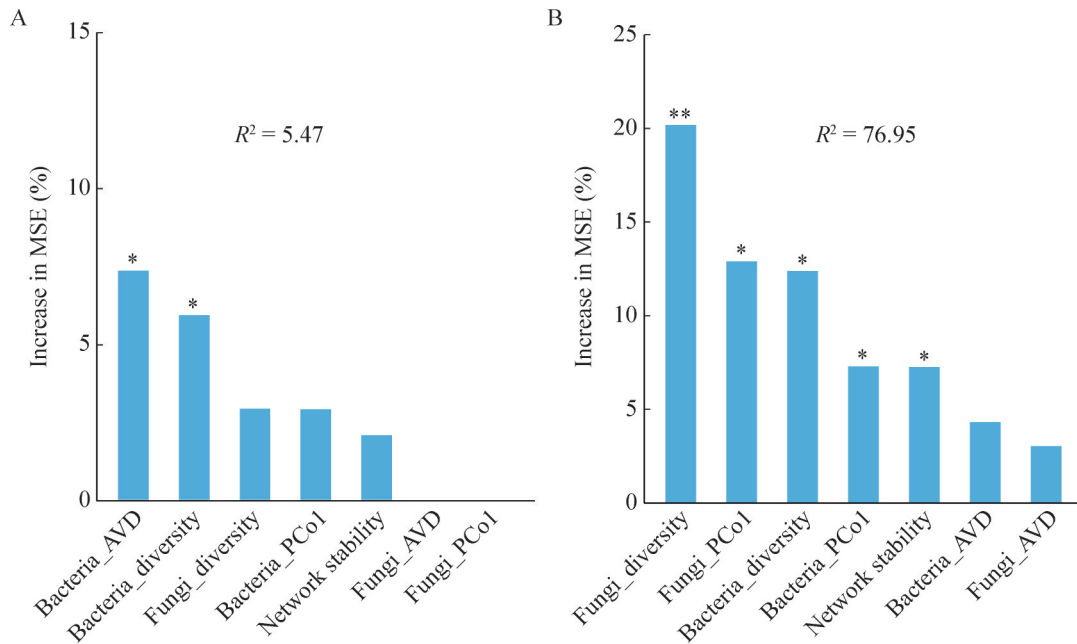 A
15
10
5
0
Increase in MSE (%)
R² = 5.47
*
*
Bacteria_AVD
Bacteria_diversity
Fungi_diversity
Bacteria_PCo1
Network stability
Fungi_AVD
Fungi_PCo1
B
25
20
15
10
5
0
Increase in MSE (%)
R² = 76.95
**
*
*
*
*
Fungi_diversity
Fungi_PCo1
Bacteria_diversity
Bacteria_PCo1
Network stability
Bacteria_AVD
Fungi_AVD